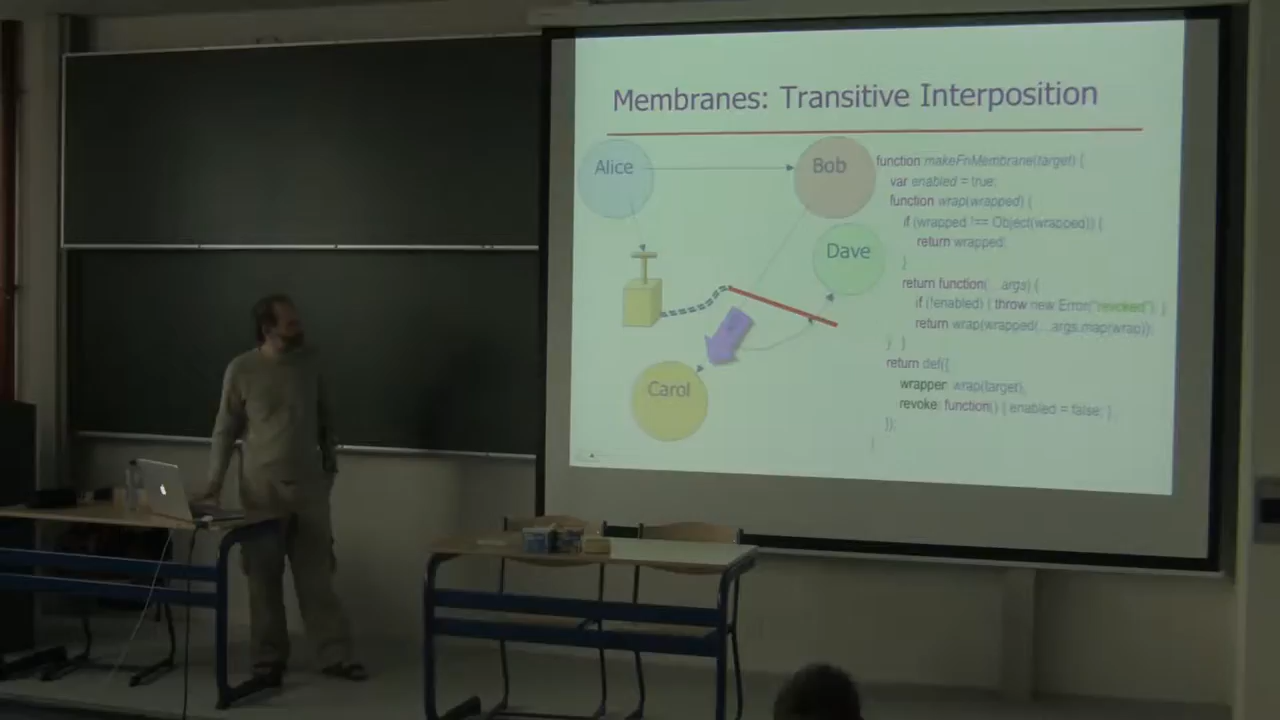 Membranes: Transitive Interposition
Alice
Bob
Dave
Carol
function makeFnMembrane(target) {
var enabled = true;
function wrap(wrapped) {
if (wrapped !== Object(wrapped)) {
return wrapped;
}
return function(...args) {
if (!enabled) { throw new Error("revoked"); }
return wrap(wrapped(...args.map(wrap)));
} }
return def({
wrapper: wrap(target),
revoke: function() { enabled = false; }
});
}